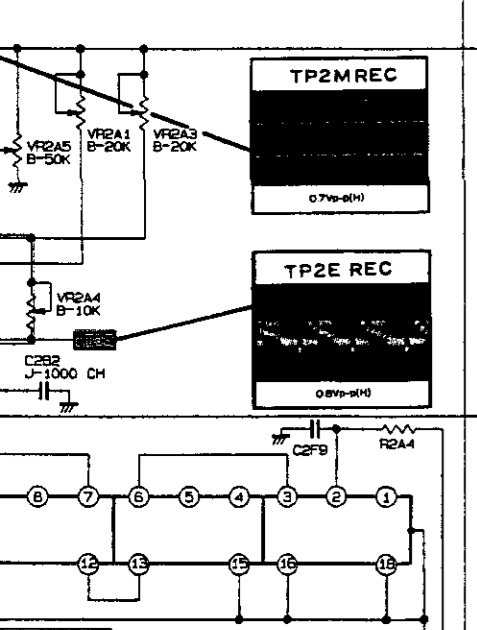 TP2MREC
VR2A5
B-50K
VR2A1
B-20K
VR2A3
B-20K
0.7Vp-p(H)
TP2E REC
VR2A4
B-10K
C2B2
J-1000 CH
0.8Vp-p(H)
C2F9
R2A4
8
7
6
5
4
3
2
1
12
13
15
16
18